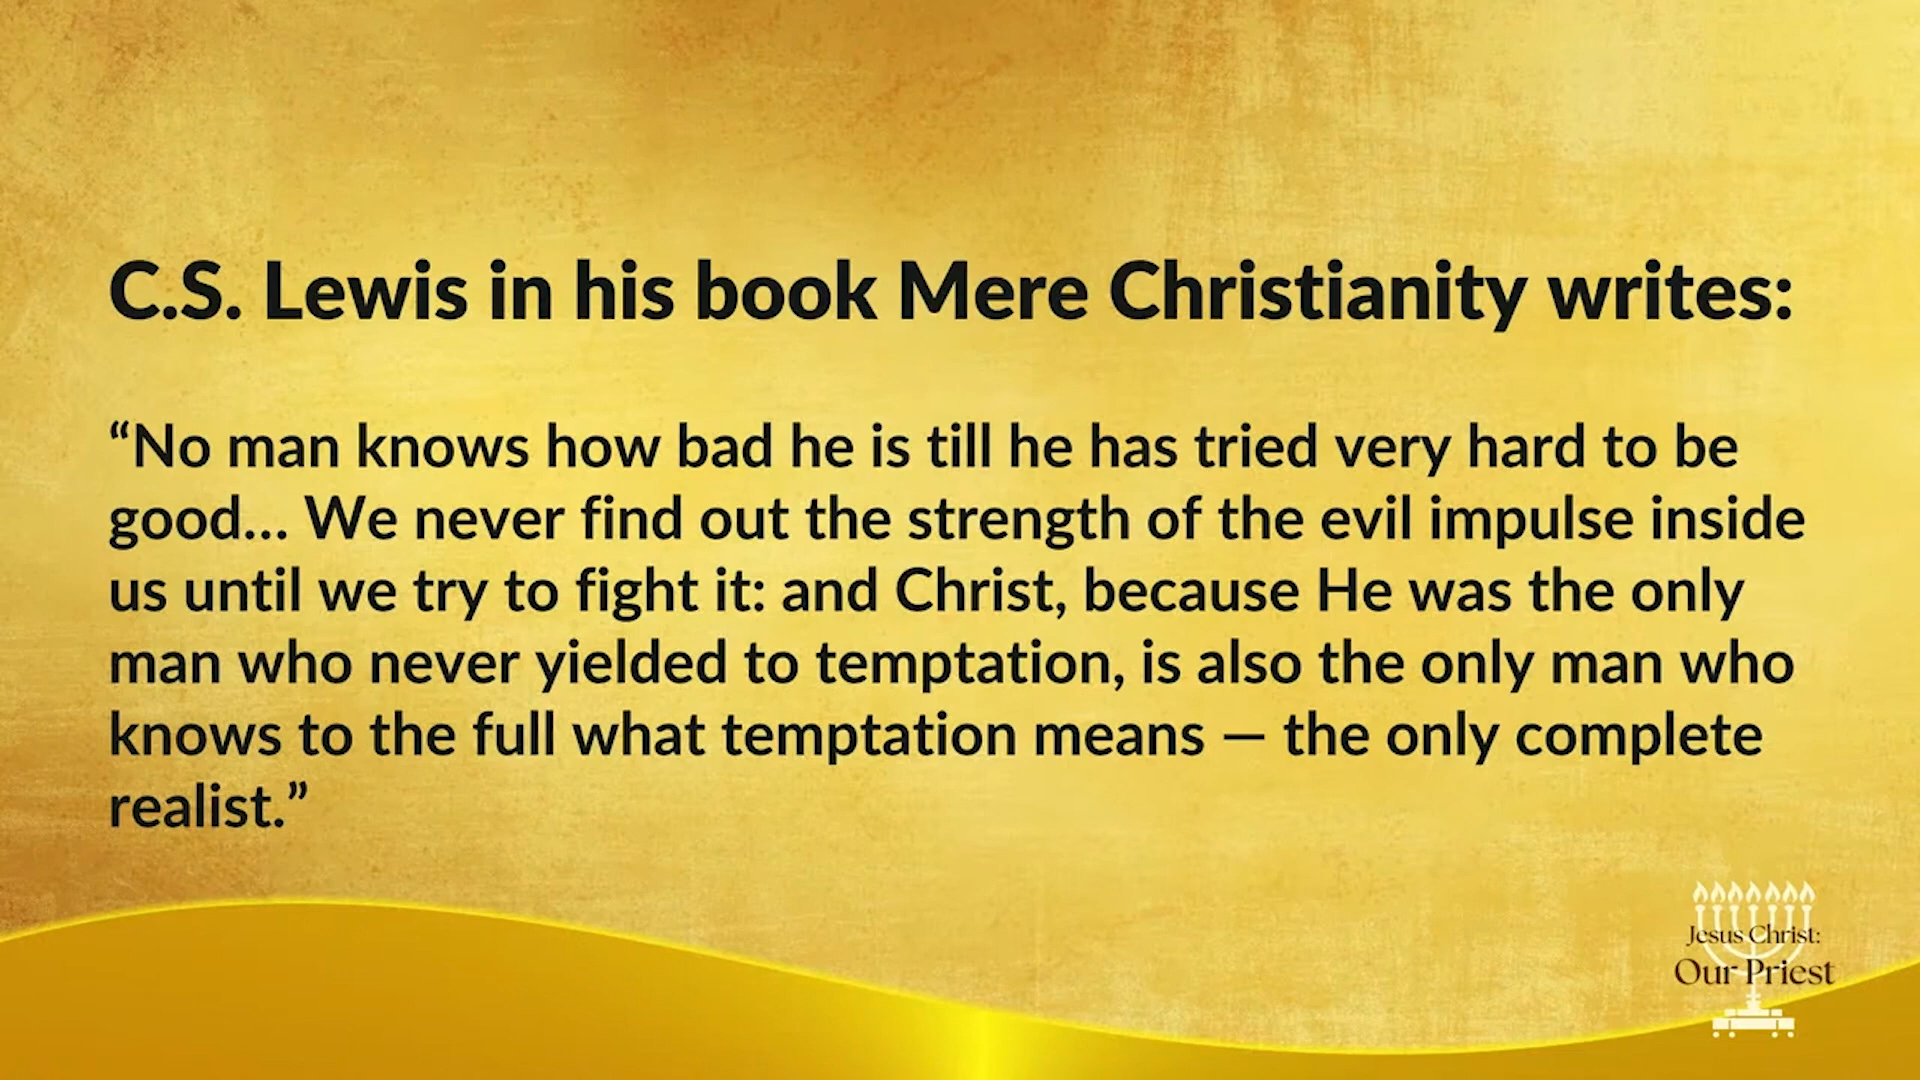 C.S. Lewis in his book Mere Christianity writes:
“No man knows how bad he is till he has tried very hard to be
good... We never find out the strength of the evil impulse inside
us until we try to fight it: and Christ, because He was the only
man who never yielded to temptation, is also the only man who
knows to the full what temptation means — the only complete
realist.”
Jesus Christ:
Our Priest